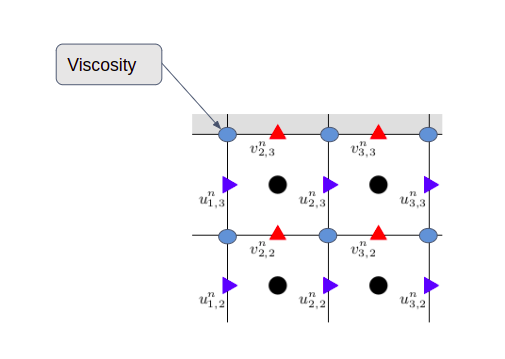 Viscosity
v^n_{2,3} v^n_{3,3}
u^n_{1,3} u^n_{2,3} u^n_{3,3}
v^n_{2,2} v^n_{3,2}
u^n_{1,2} u^n_{2,2} u^n_{3,2}